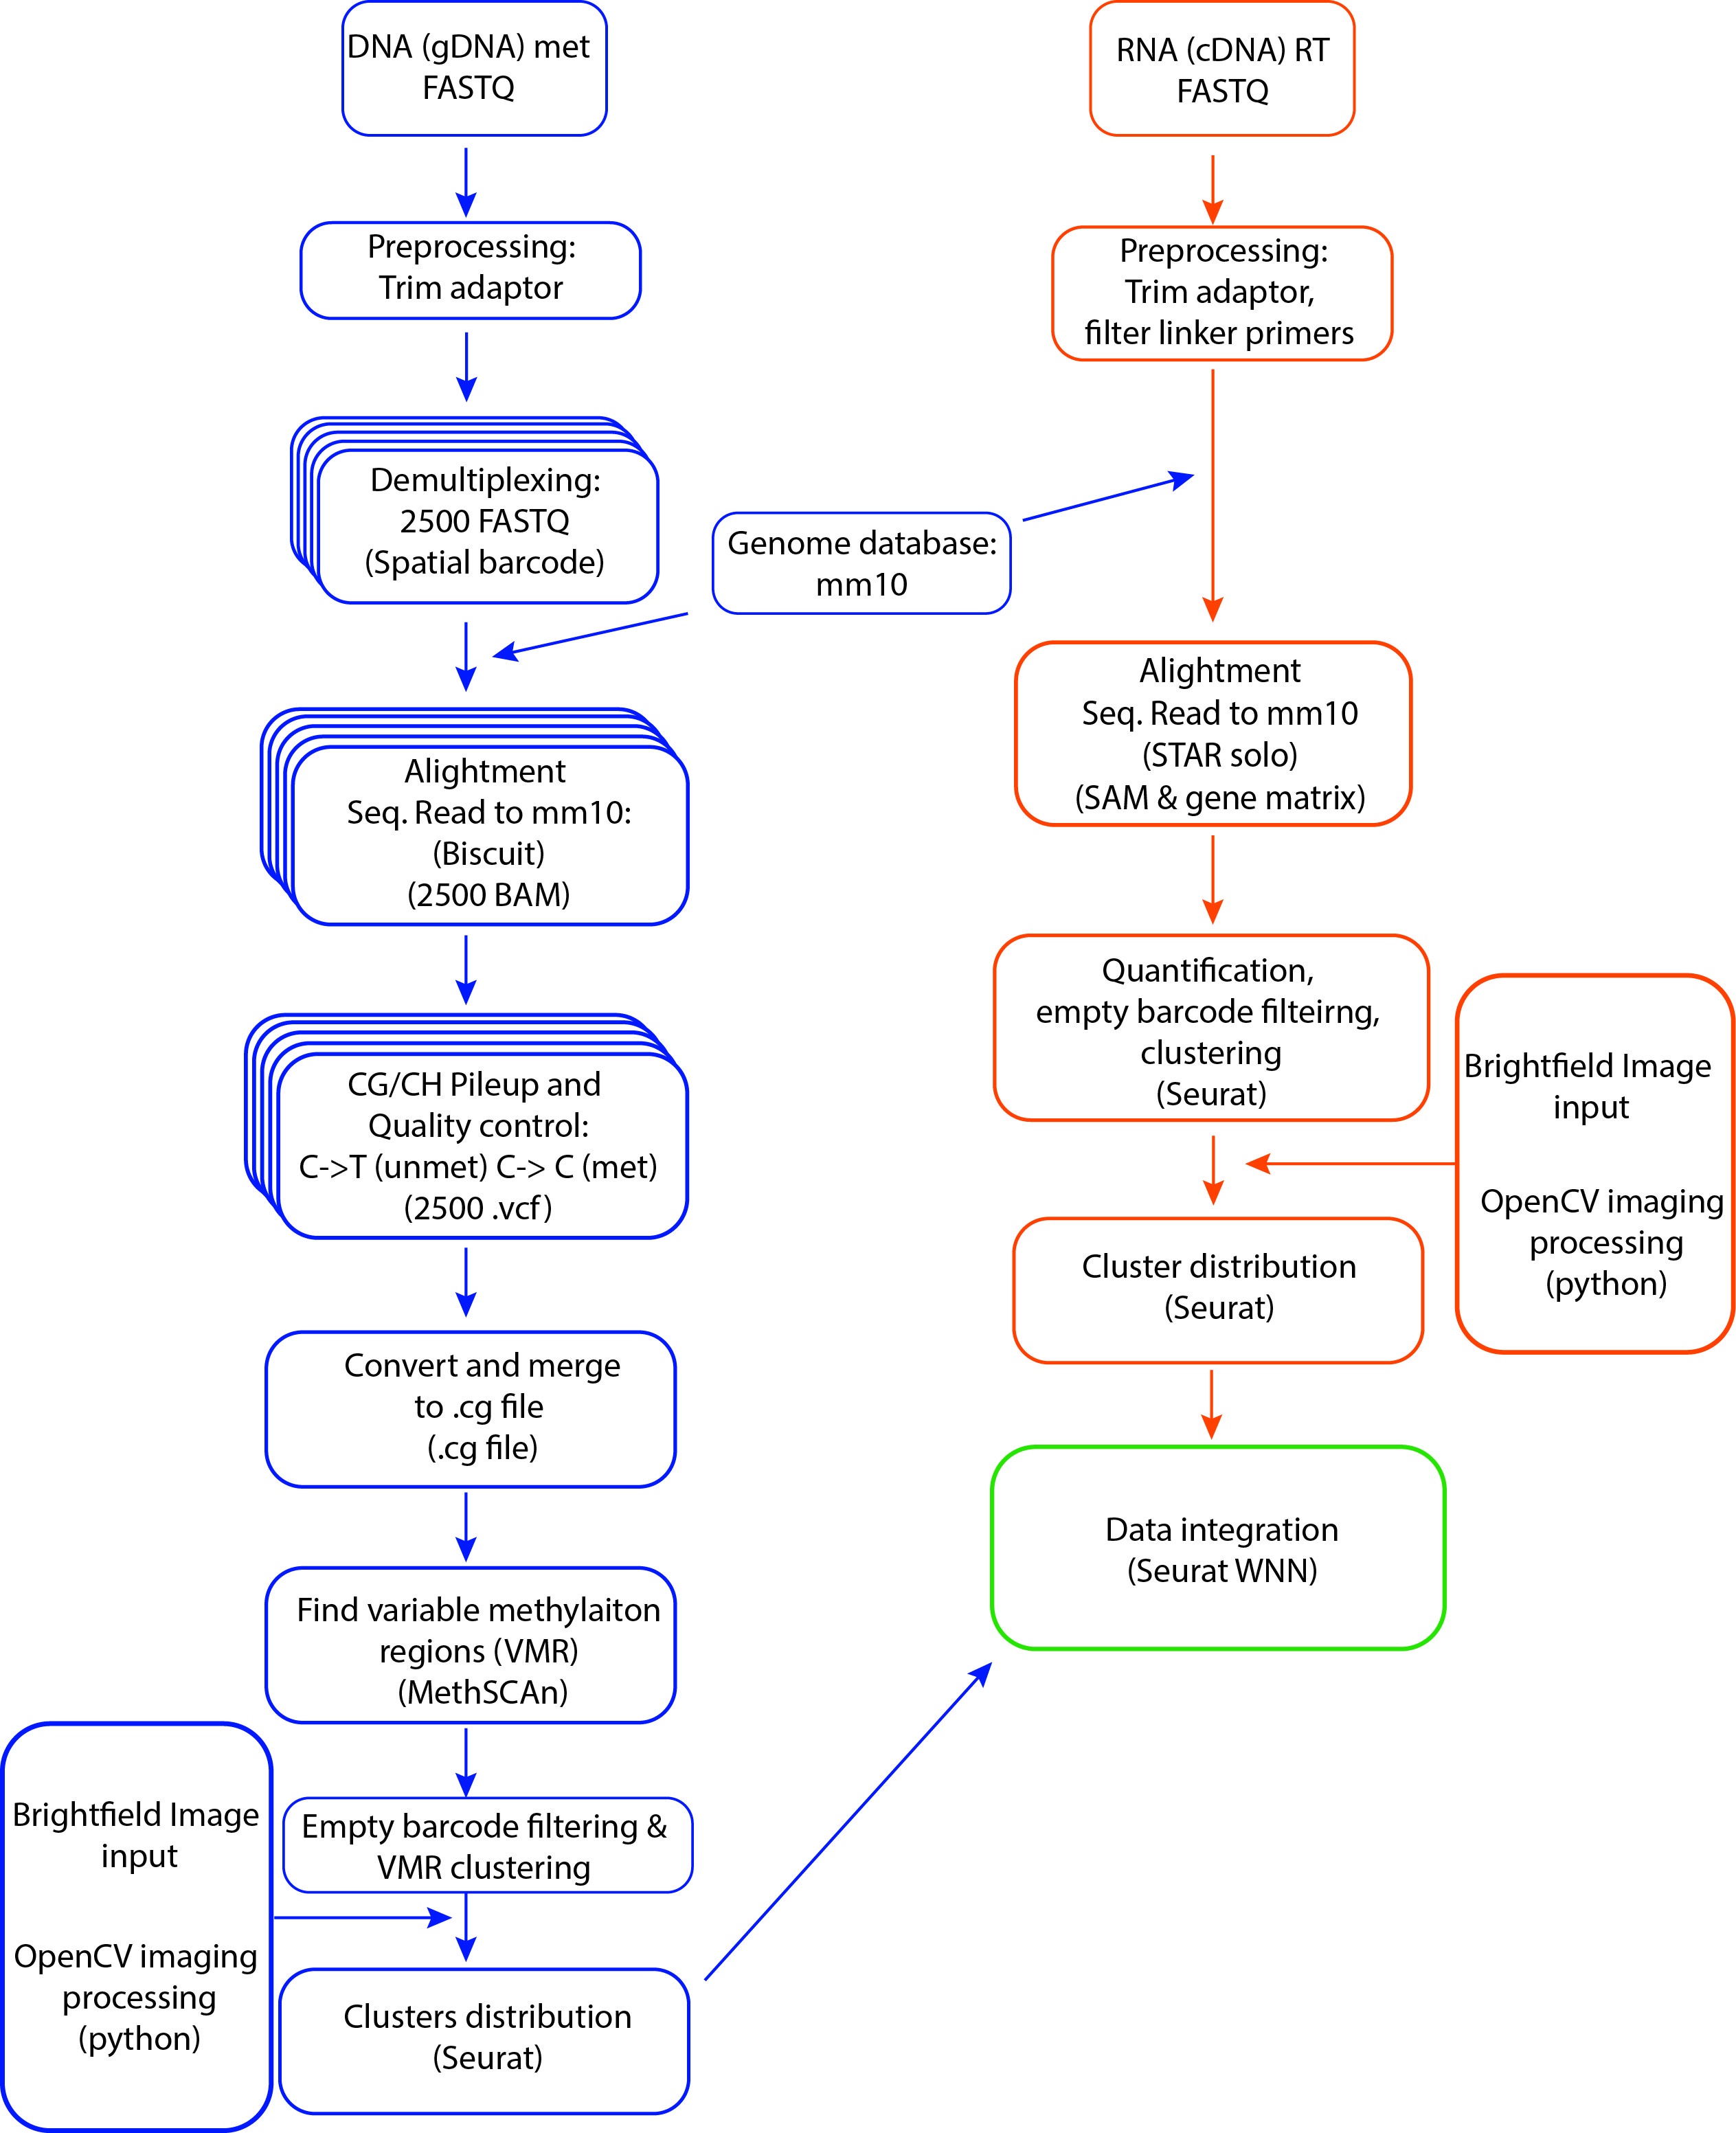 DNA (gDNA) met
FASTQ
Preprocessing:
Trim adaptor
Demultiplexing:
2500 FASTQ
(Spatial barcode)
Genome database:
mm10
Alightment
Seq. Read to mm10:
(Biscuit)
(2500 BAM)
CG/CH Pileup and
Quality control:
C->T (unmet) C-> C (met)
(2500 .vcf)
Convert and merge
to .cg file
(.cg file)
Find variable methylaiton
regions (VMR)
(MethSCAn)
Empty barcode filtering &
VMR clustering
Brightfield Image
input
OpenCV imaging
processing
(python)
Clusters distribution
(Seurat)
RNA (cDNA) RT
FASTQ
Preprocessing:
Trim adaptor,
filter linker primers
Alightment
Seq. Read to mm10
(STAR solo)
(SAM & gene matrix)
Quantification,
empty barcode filteirng,
clustering
(Seurat)
Brightfield Image
input
OpenCV imaging
processing
(python)
Cluster distribution
(Seurat)
Data integration
(Seurat WNN)